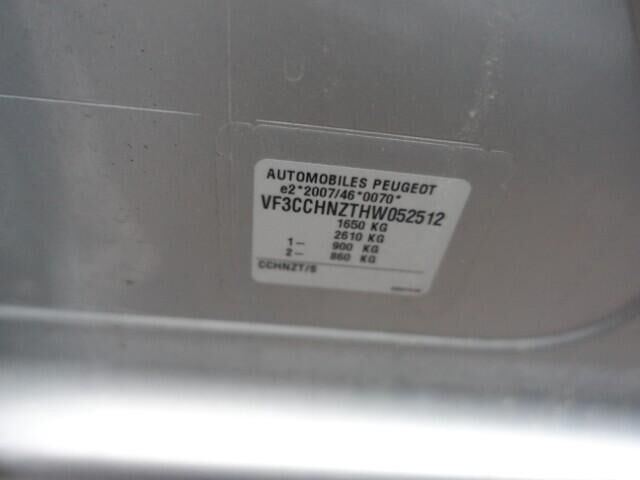 AUTOMOBILES PEUGEOT
e2*2007/46*0070*
VF3CCHNZTHW052512
1650 KG
2610 KG
1- 900 KG
2- 860 KG
CCHNZT/S